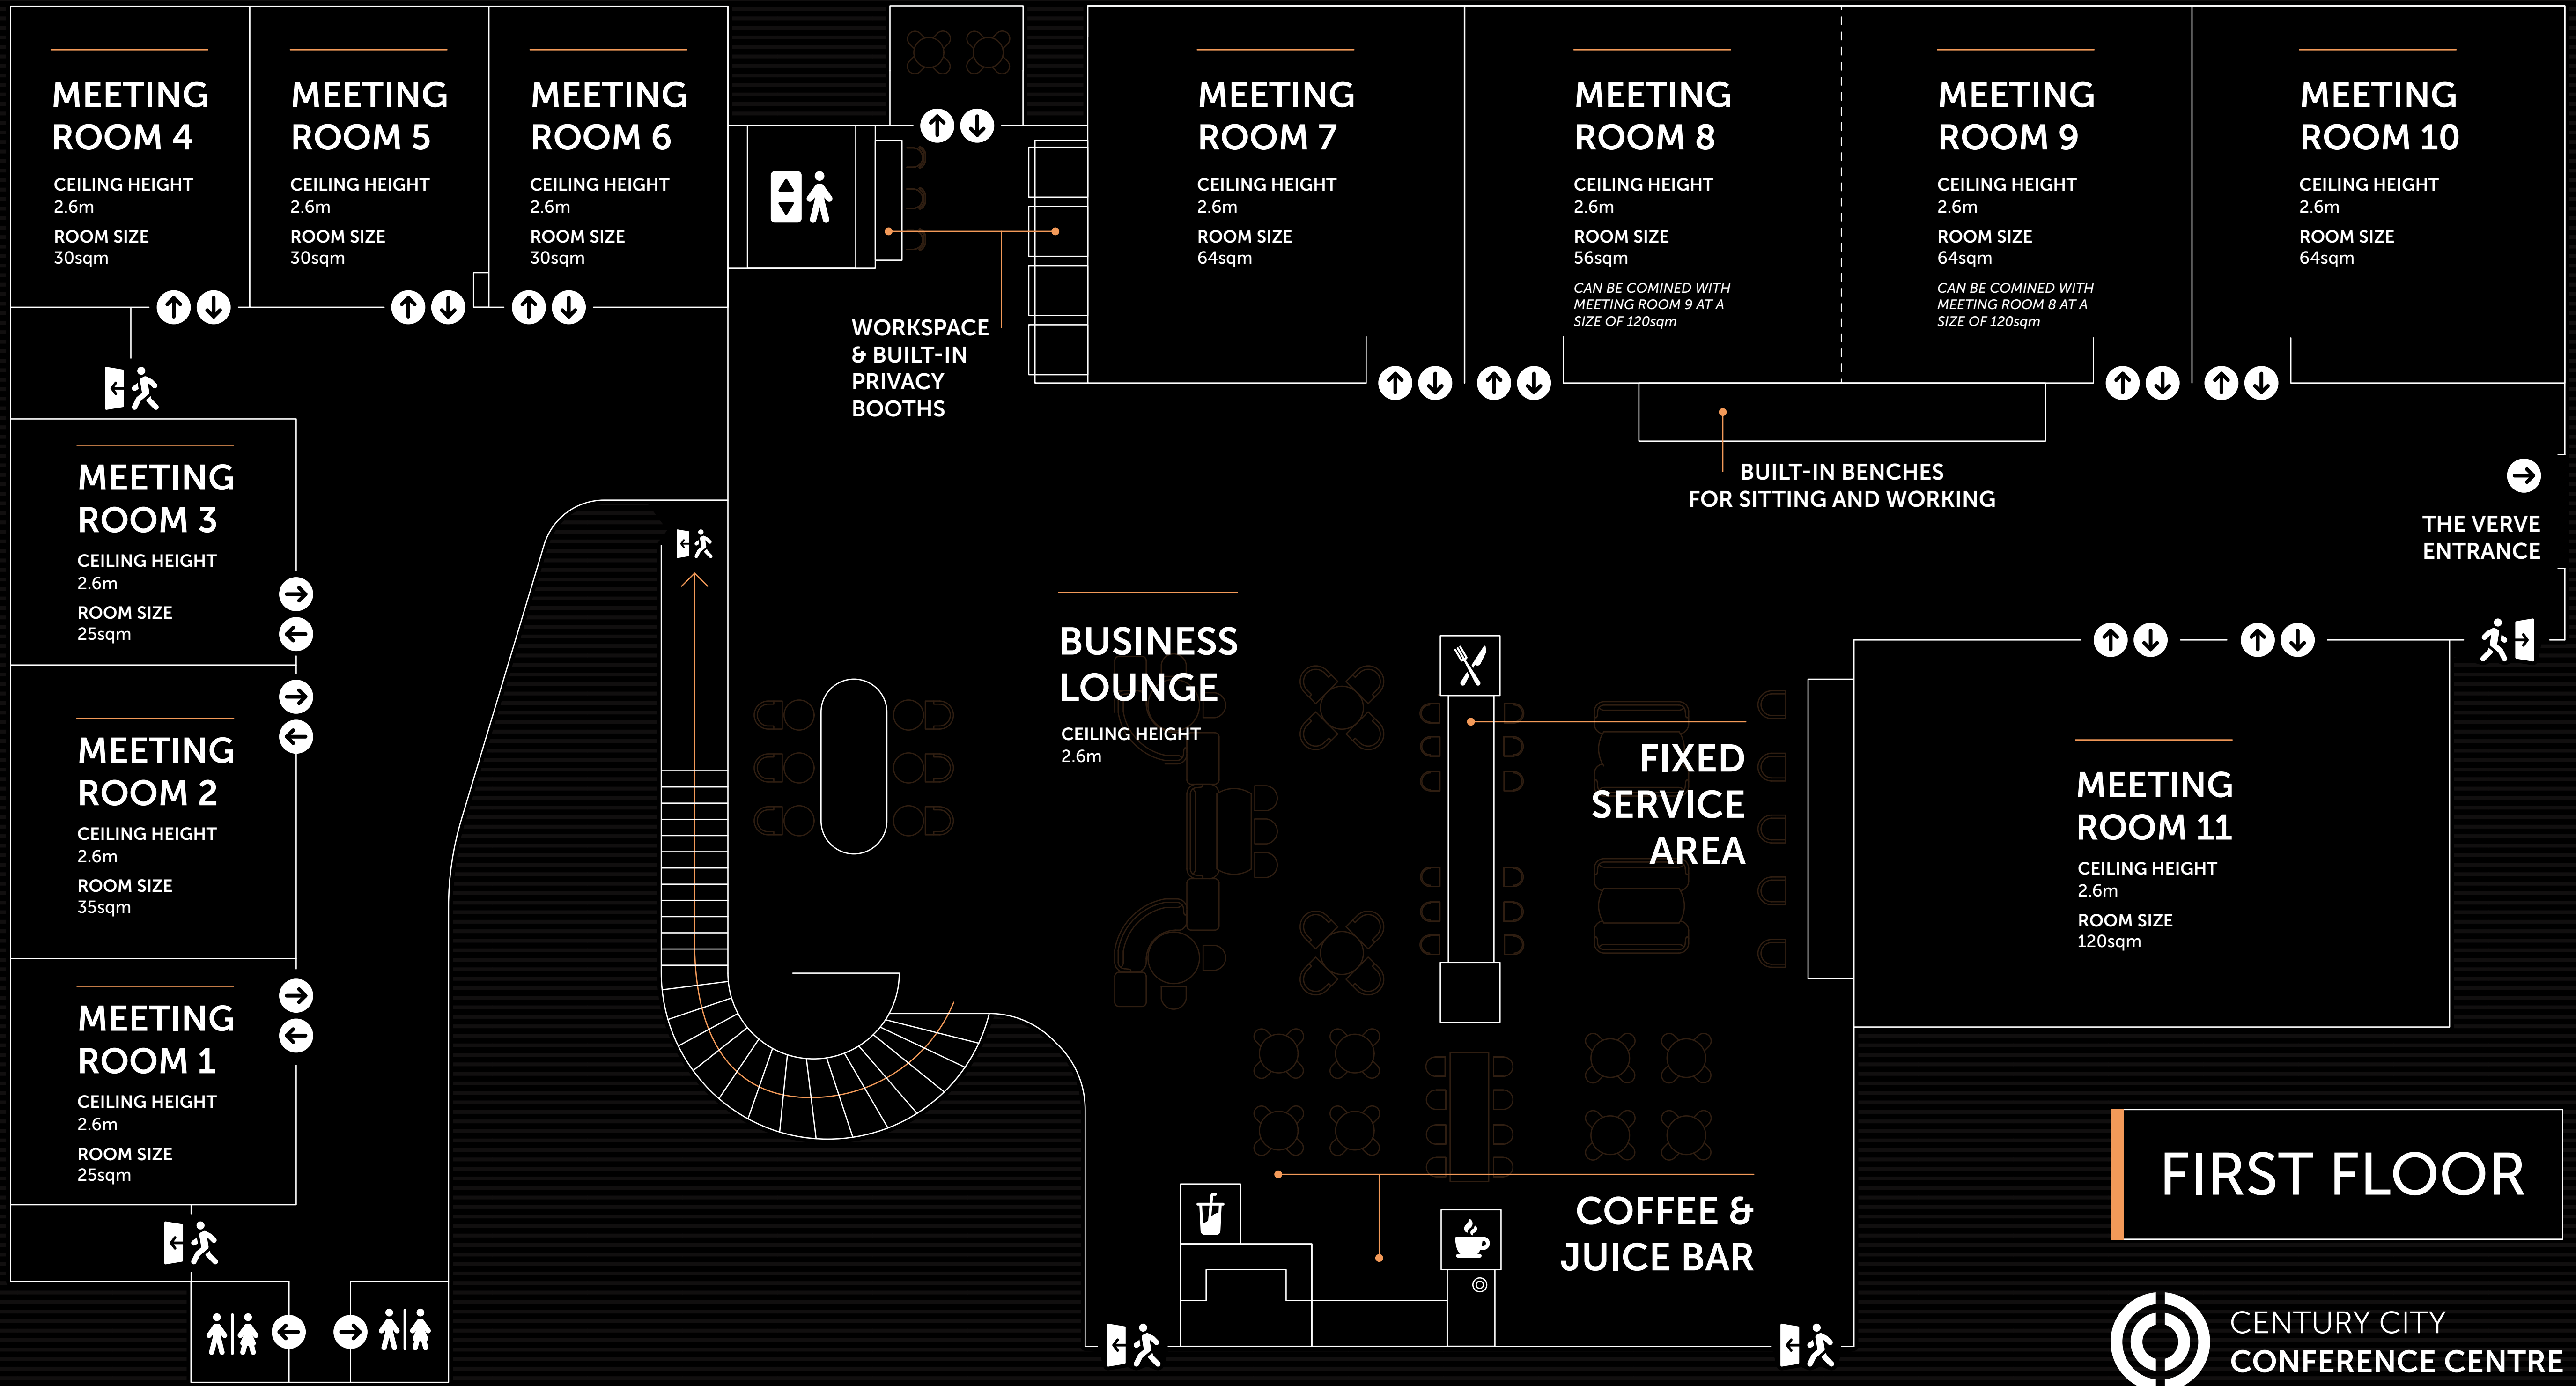 MEETING
ROOM 4
CEILING HEIGHT
2.6m
ROOM SIZE
30sqm
MEETING
ROOM 5
CEILING HEIGHT
2.6m
ROOM SIZE
30sqm
MEETING
ROOM 6
CEILING HEIGHT
2.6m
ROOM SIZE
30sqm
MEETING
ROOM 7
CEILING HEIGHT
2.6m
ROOM SIZE
64sqm
MEETING
ROOM 8
CEILING HEIGHT
2.6m
ROOM SIZE
56sqm
CAN BE COMINED WITH
MEETING ROOM 9 AT A
SIZE OF 120sqm
MEETING
ROOM 9
CEILING HEIGHT
2.6m
ROOM SIZE
64sqm
CAN BE COMINED WITH
MEETING ROOM 8 AT A
SIZE OF 120sqm
MEETING
ROOM 10
CEILING HEIGHT
2.6m
ROOM SIZE
64sqm
WORKSPACE
& BUILT-IN
PRIVACY
BOOTHS
BUILT-IN BENCHES
FOR SITTING AND WORKING
THE VERVE
ENTRANCE
MEETING
ROOM 3
CEILING HEIGHT
2.6m
ROOM SIZE
25sqm
MEETING
ROOM 2
CEILING HEIGHT
2.6m
ROOM SIZE
35sqm
MEETING
ROOM 1
CEILING HEIGHT
2.6m
ROOM SIZE
25sqm
BUSINESS
LOUNGE
CEILING HEIGHT
2.6m
FIXED
SERVICE
AREA
MEETING
ROOM 11
CEILING HEIGHT
2.6m
ROOM SIZE
120sqm
COFFEE &
JUICE BAR
FIRST FLOOR
CENTURY CITY
CONFERENCE CENTRE